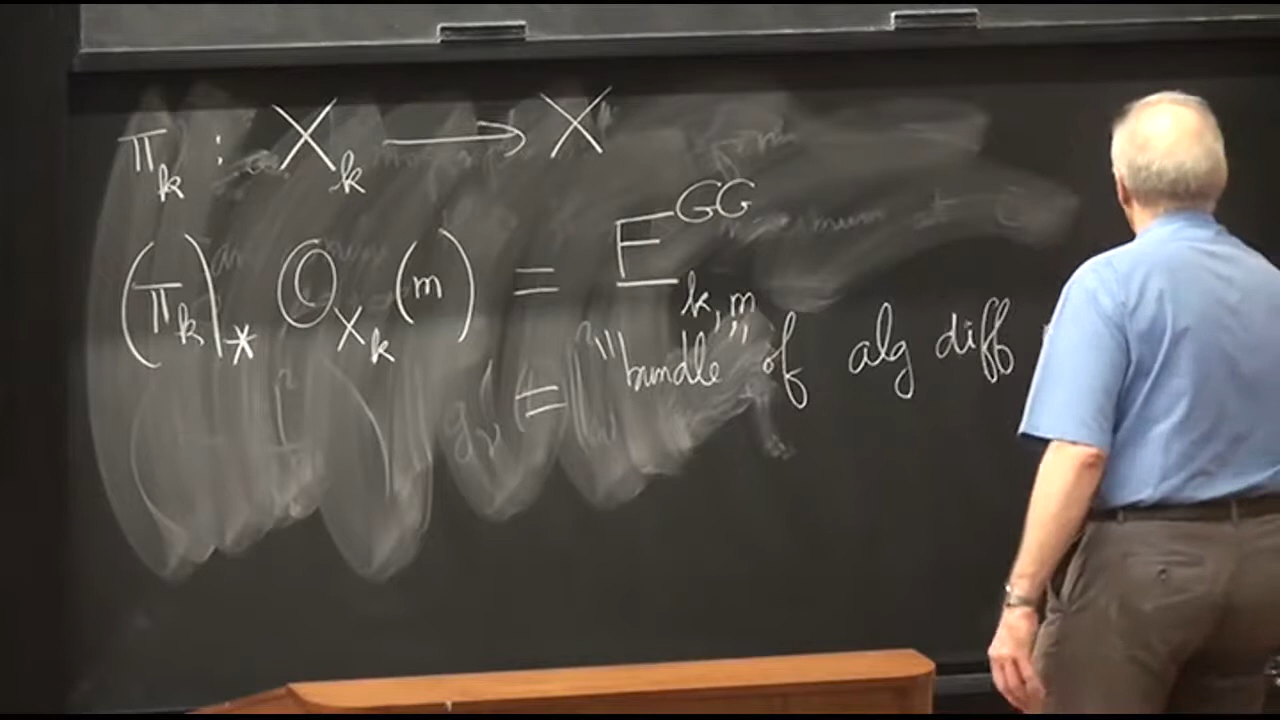 π_k : X_k ⟶ X
(π_k)_* O_{X_k}(m) = E^{GG}_{k,m}
= "bundle" of alg diff